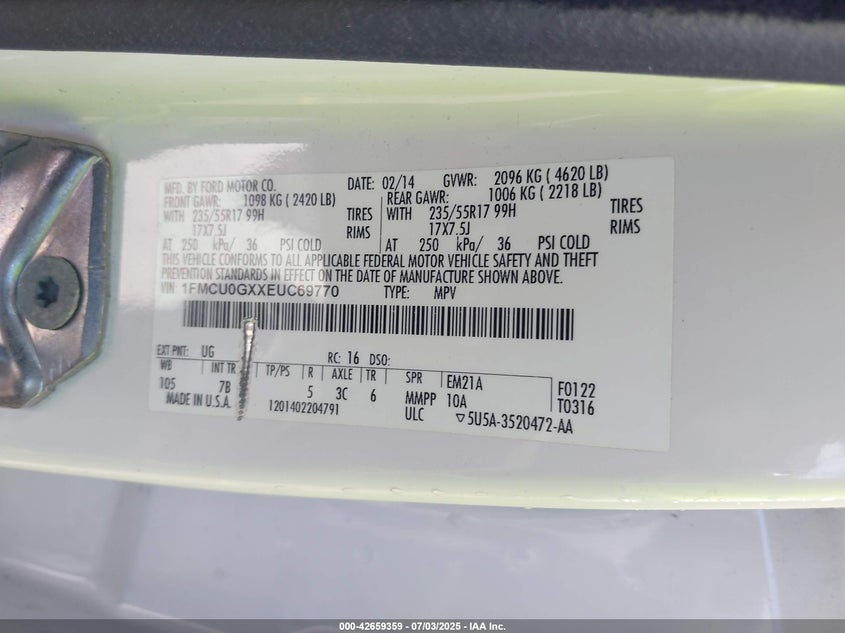 MFD. BY FORD MOTOR CO. DATE: 02/14 GVWR: 2096 KG ( 4620 LB)
FRONT GAWR: 1098 KG ( 2420 LB) REAR GAWR: 1006 KG ( 2218 LB)
WITH 235/55R17 99H TIRES WITH 235/55R17 99H TIRES
17X7.5J RIMS 17X7.5J RIMS
AT 250 kPa/ 36 PSI COLD AT 250 kPa/ 36 PSI COLD
THIS VEHICLE CONFORMS TO ALL APPLICABLE FEDERAL MOTOR VEHICLE SAFETY AND THEFT
PREVENTION STANDARDS IN EFFECT ON THE DATE OF MANUFACTURE SHOWN ABOVE.
VIN: 1FMCU0GXXEUC69770 TYPE: MPV
EXT PNT: UG RC: 16 DSO:
WB INT TR TP/PS R AXLE TR SPR EM21A F0122
105 7B 5 3C 6 MMPP 10A T0316
MADE IN U.S.A. 1201402204791 ULC ▽5U5A-3520472-AA
000-42659359 - 07/03/2025 - IAA Inc.